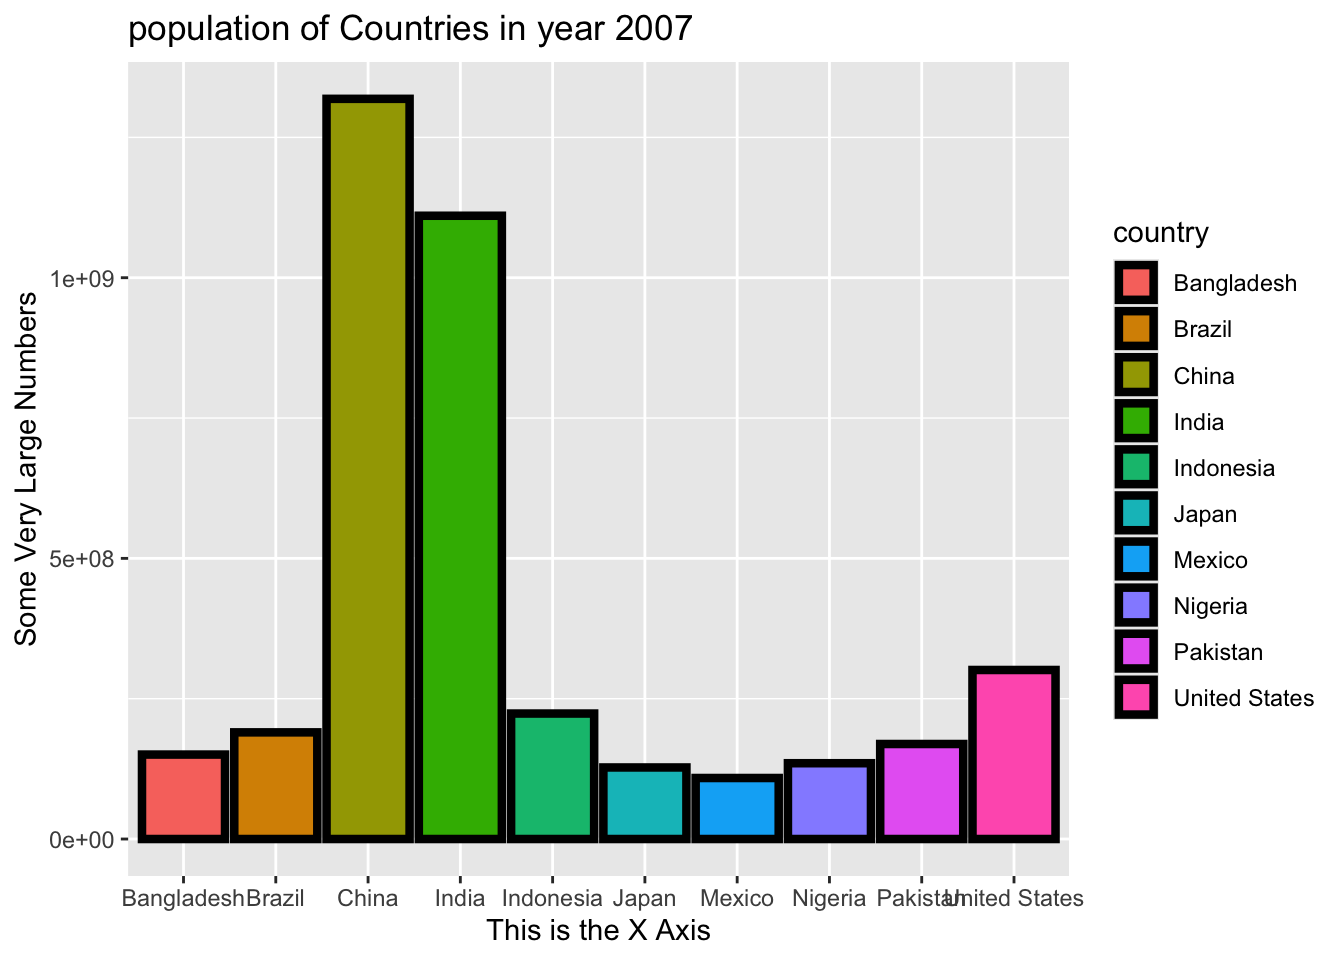 population of Countries in year 2007
Some Very Large Numbers
1e+09
5e+08
0e+00
Bangladesh Brazil China India Indonesia Japan Mexico Nigeria Pakistan United States
This is the X Axis
country
Bangladesh
Brazil
China
India
Indonesia
Japan
Mexico
Nigeria
Pakistan
United States